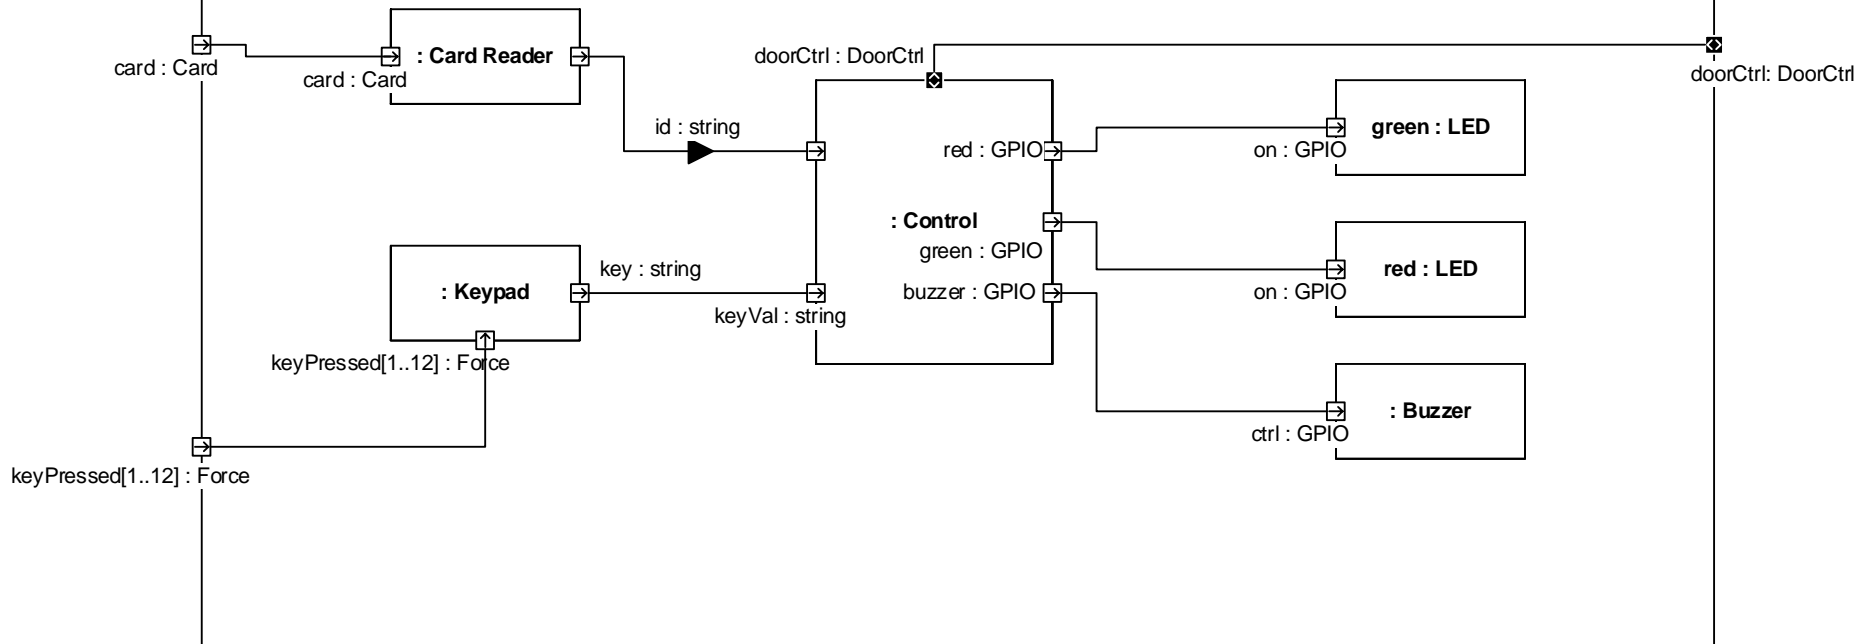 card : Card
card : Card
: Card Reader
doorCtrl : DoorCtrl
doorCtrl: DoorCtrl
id : string
red : GPIO
green : LED
on : GPIO
: Control
green : GPIO
red : LED
on : GPIO
: Keypad
key : string
keyVal : string
buzzer : GPIO
keyPressed[1..12] : Force
: Buzzer
ctrl : GPIO
keyPressed[1..12] : Force